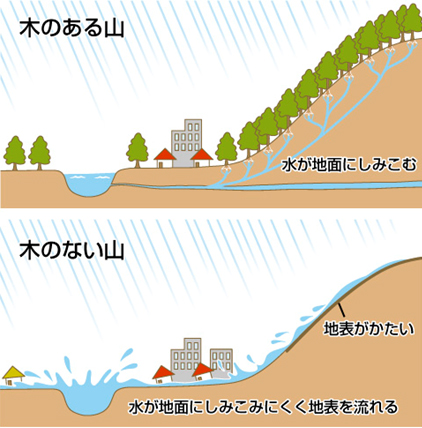 木のある山
水が地面にしみこむ
木のない山
地表がかたい
水が地面にしみこみにくく地表を流れる